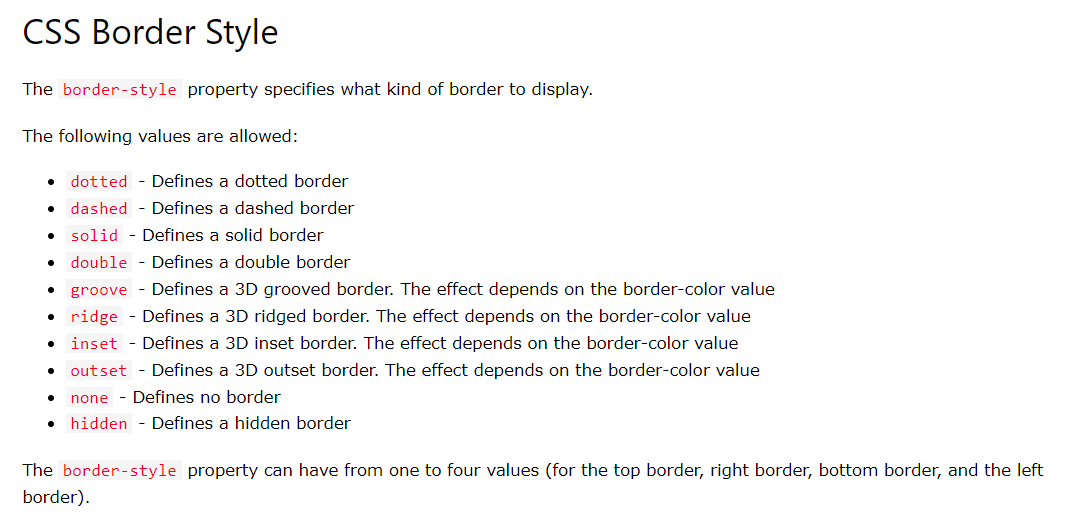 CSS Border Style
The border-style property specifies what kind of border to display.
The following values are allowed:
• dotted - Defines a dotted border
• dashed - Defines a dashed border
• solid - Defines a solid border
• double - Defines a double border
• groove - Defines a 3D grooved border. The effect depends on the border-color value
• ridge - Defines a 3D ridged border. The effect depends on the border-color value
• inset - Defines a 3D inset border. The effect depends on the border-color value
• outset - Defines a 3D outset border. The effect depends on the border-color value
• none - Defines no border
• hidden - Defines a hidden border
The border-style property can have from one to four values (for the top border, right border, bottom border, and the left
border).